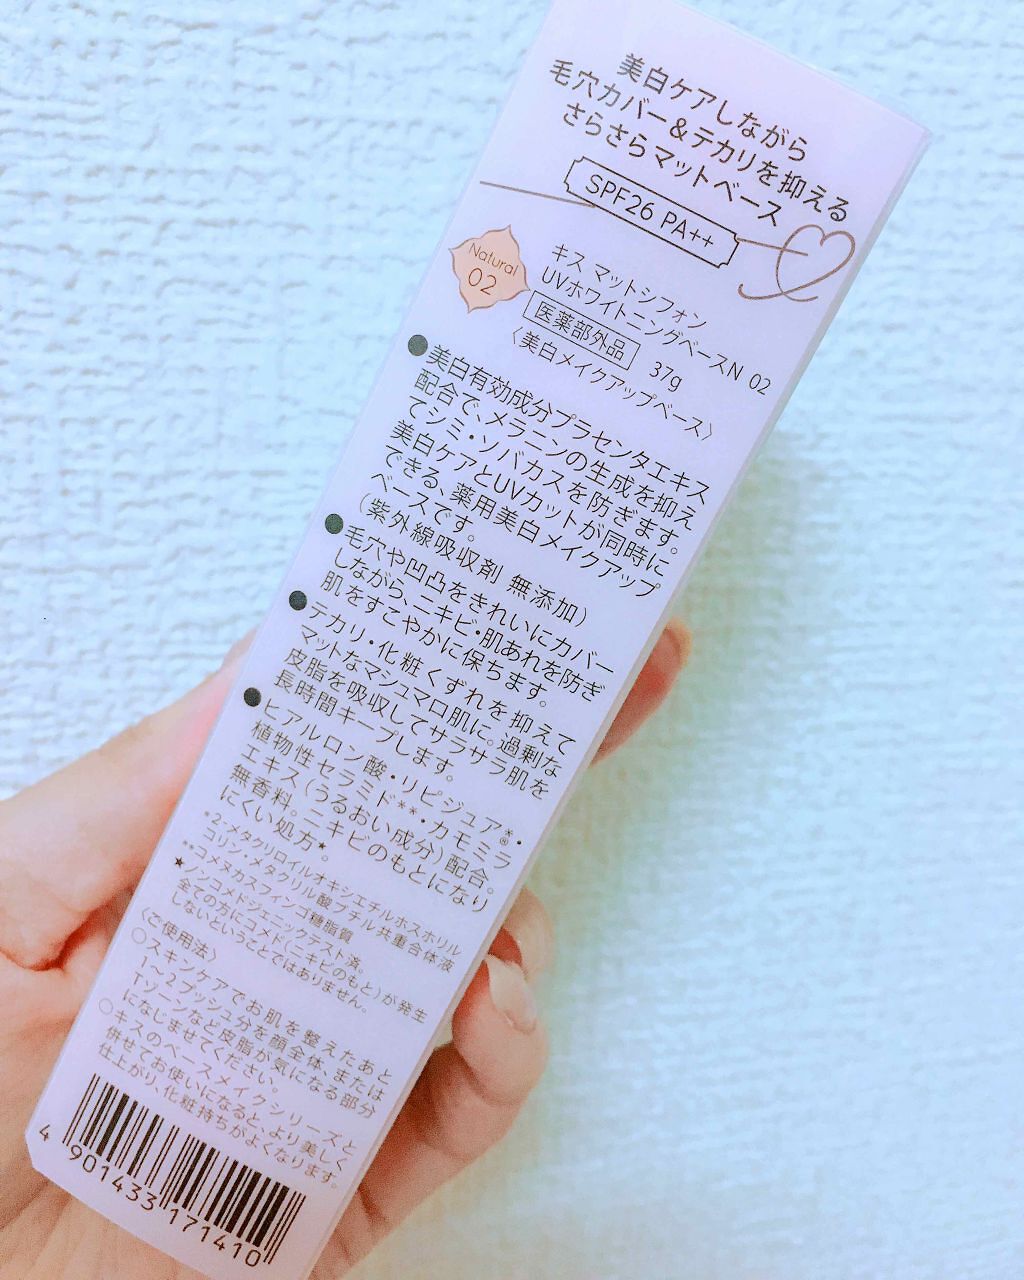 美白ケアしながら
毛穴カバー&テカリを抑える
さらさらマットベース
SPF26 PA++
Natural
02
キス マットシフォン
UVホワイトニングベースN 02
医薬部外品 37g
〈美白メイクアップベース〉
●美白有効成分プラセンタエキス
配合で、メラニンの生成を抑え
てシミ・ソバカスを防ぎます。
美白ケアとUVカットが同時に
できる、薬用美白メイクアップ
ベースです。
（紫外線吸収剤 無添加）
●毛穴や凹凸をきれいにカバー
しながら、ニキビ・肌あれを防ぎ
肌をすこやかに保ちます。
●テカリ・化粧くずれを抑えて
マットなマシュマロ肌に。過剰な
皮脂を吸収してサラサラ肌を
長時間キープします。
●ヒアルロン酸・リピジュア®*・
植物性セラミド**・カモミラ
エキス（うるおい成分）配合。
無香料。ニキビのもとになり
にくい処方★。
*2-メタクリロイルオキシエチルホスホリル
コリン・メタクリル酸ブチル共重合体液
**コメヌカスフィンゴ糖脂質
★ノンコメドジェニックテスト済。
全ての方にコメド（ニキビのもと）が発生
しないということではありません。
〈ご使用法〉
○スキンケアでお肌を整えたあと
1〜2プッシュ分を顔全体、または
Tゾーンなど皮脂が気になる部分
になじませてください。
○キスのベースメイクシリーズと
併せてお使いになると、より美しく
仕上がり、化粧持ちがよくなります。
4 901433 171410